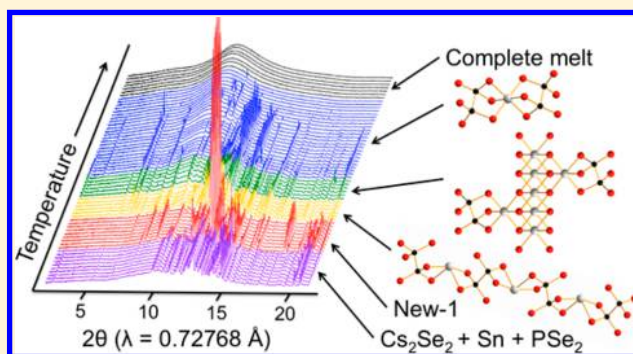 Complete melt
Temperature
New-1
5 10 15 20
2θ (λ = 0.72768 Å)
Cs₂Se₂ + Sn + PSe₂